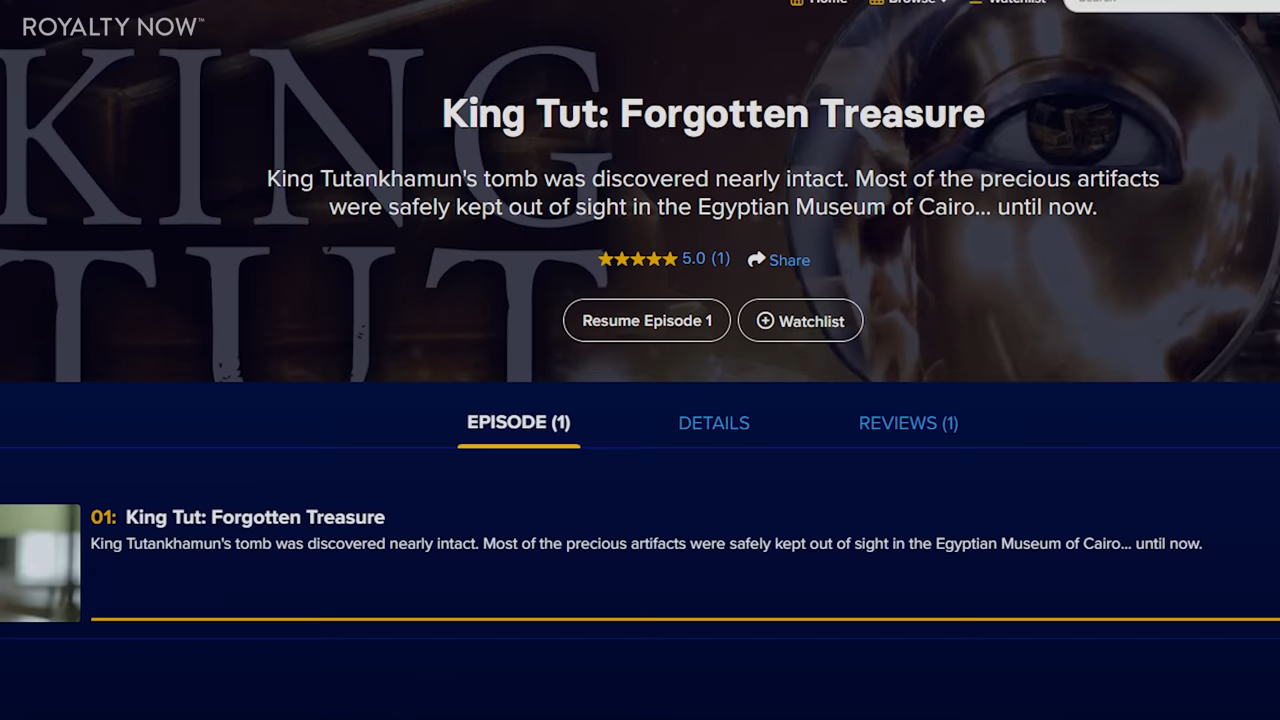 Home Browse Watchlist Search
ROYALTY NOW™
KING
TUT
King Tut: Forgotten Treasure
King Tutankhamun's tomb was discovered nearly intact. Most of the precious artifacts
were safely kept out of sight in the Egyptian Museum of Cairo... until now.
5.0 (1) Share
Resume Episode 1 Watchlist
EPISODE (1) DETAILS REVIEWS (1)
01: King Tut: Forgotten Treasure
King Tutankhamun's tomb was discovered nearly intact. Most of the precious artifacts were safely kept out of sight in the Egyptian Museum of Cairo... until now.